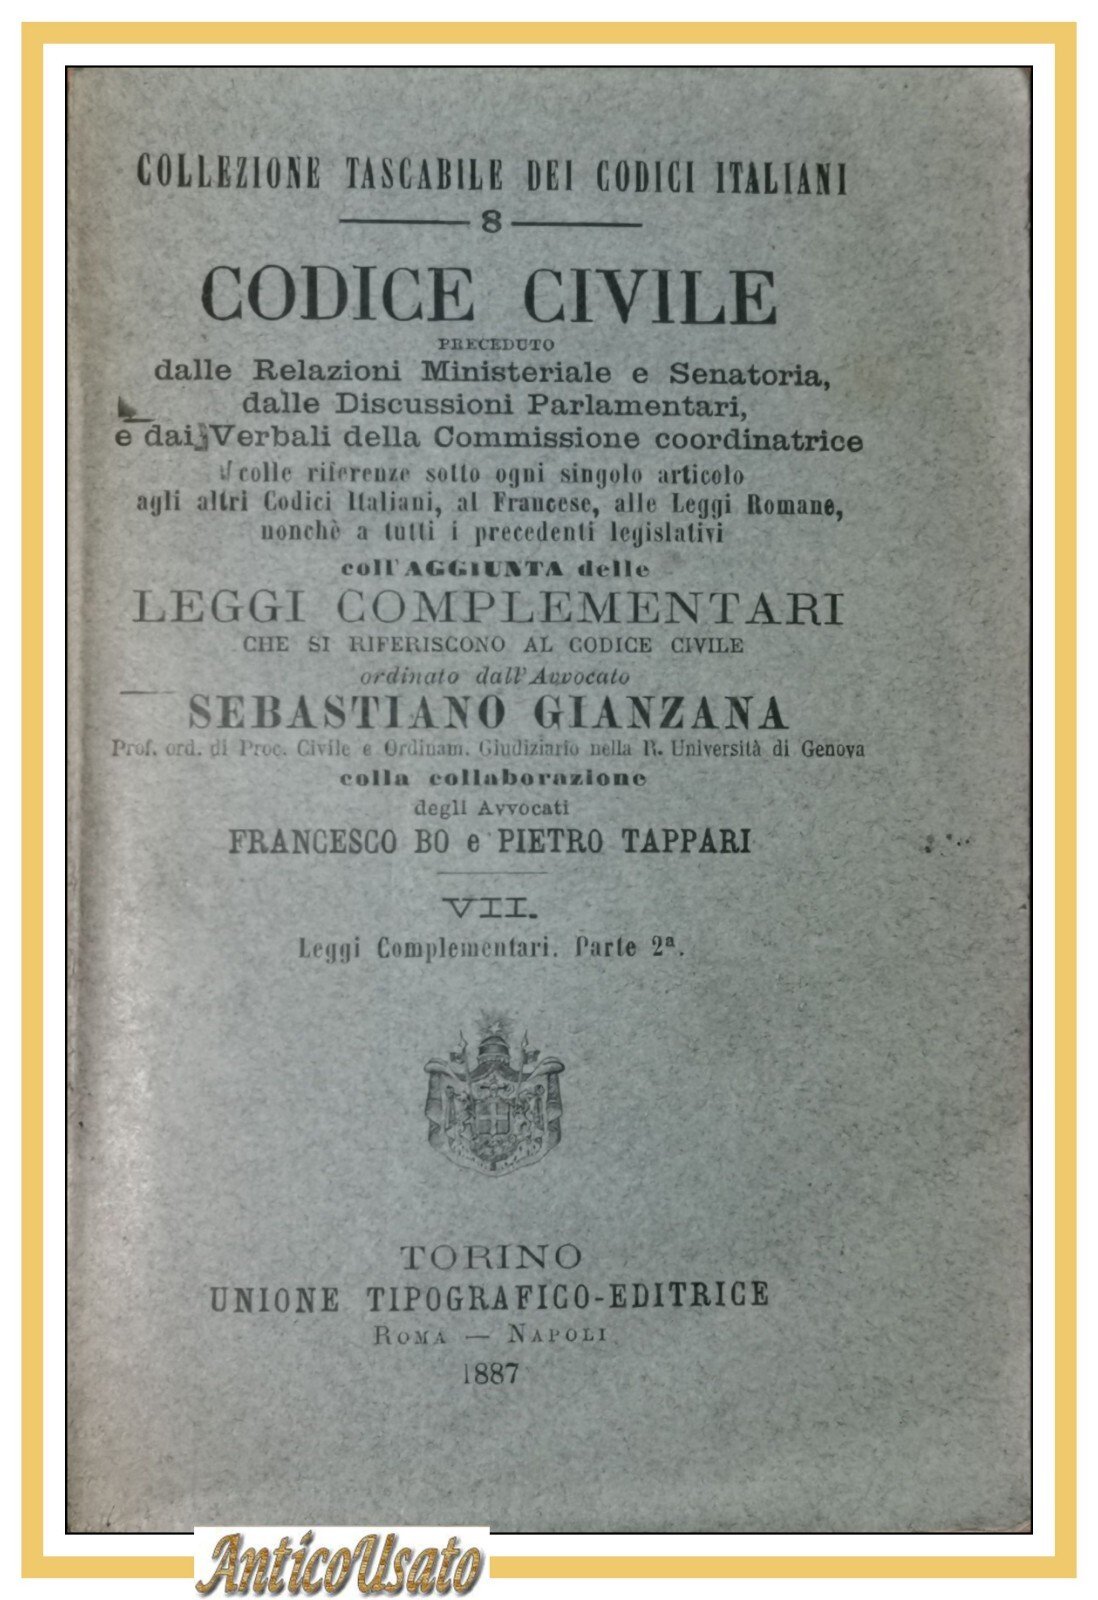 COLLEZIONE TASCABILE DEI CODICI ITALIANI
8
CODICE CIVILE
PRECEDUTO
dalle Relazioni Ministeriale e Senatoria,
dalle Discussioni Parlamentari,
e dai Verbali della Commissione coordinatrice
colle riferenze sotto ogni singolo articolo
agli altri Codici Italiani, al Francese, alle Leggi Romane,
nonchè a tutti i precedenti legislativi
coll'AGGIUNTA delle
LEGGI COMPLEMENTARI
CHE SI RIFERISCONO AL CODICE CIVILE
ordinato dall'Avvocato
SEBASTIANO GIANZANA
Prof. ord. di Proc. Civile e Ordinam. Giudiziario nella R. Università di Genova
colla collaborazione
degli Avvocati
FRANCESCO BO e PIETRO TAPPARI
VII.
Leggi Complementari. Parte 2ª.
TORINO
UNIONE TIPOGRAFICO-EDITRICE
ROMA — NAPOLI
1887
AnticoUsato